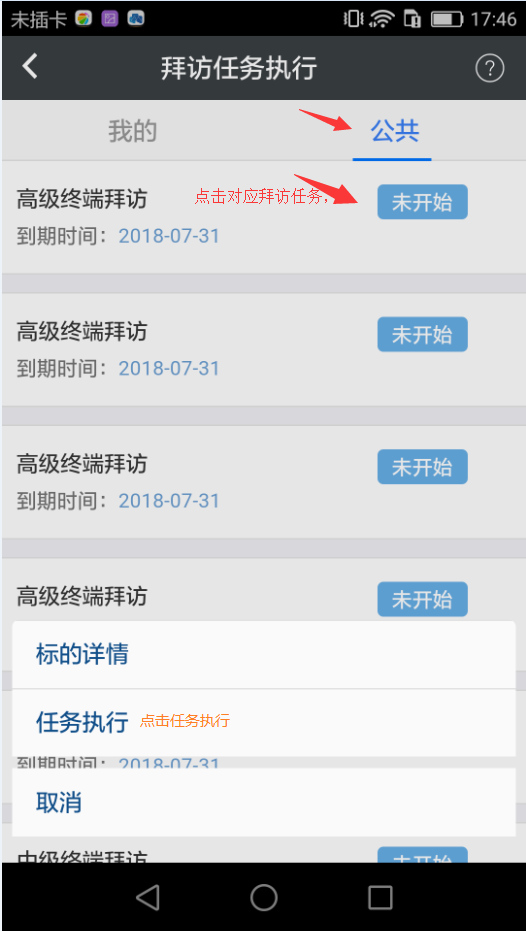 未插卡 17:46
拜访任务执行 ?
我的 公共
高级终端拜访 点击对应拜访任务, 未开始
到期时间：2018-07-31
高级终端拜访 未开始
到期时间：2018-07-31
高级终端拜访 未开始
到期时间：2018-07-31
高级终端拜访 未开始
标的详情
任务执行 点击任务执行
到期时间：2018-07-31
取消
中级终端拜访 未开始